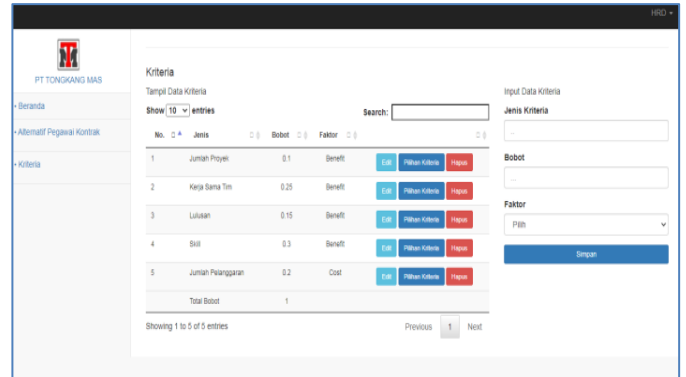 HRD
PT TONGKANG MAS
Beranda
Alternatif Pegawai Kontrak
Kriteria
Kriteria
Tampil Data Kriteria
Show 10 entries
Search:
No. Jenis Bobot Faktor
1 Jumlah Proyek 0.1 Benefit Edit Pilihan Kriteria Hapus
2 Kerja Sama Tim 0.25 Benefit Edit Pilihan Kriteria Hapus
3 Lulusan 0.15 Benefit Edit Pilihan Kriteria Hapus
4 Skill 0.3 Benefit Edit Pilihan Kriteria Hapus
5 Jumlah Pelanggaran 0.2 Cost Edit Pilihan Kriteria Hapus
Total Bobot 1
Showing 1 to 5 of 5 entries
Previous 1 Next
Input Data Kriteria
Jenis Kriteria
...
Bobot
...
Faktor
Pilih
Simpan